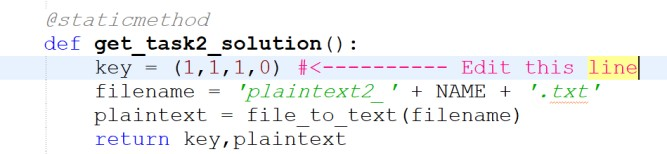 @staticmethod
def get_task2_solution():
key = (1,1,1,0) #<---------- Edit this line
filename = 'plaintext2_' + NAME + '.txt'
plaintext = file_to_text(filename)
return key,plaintext